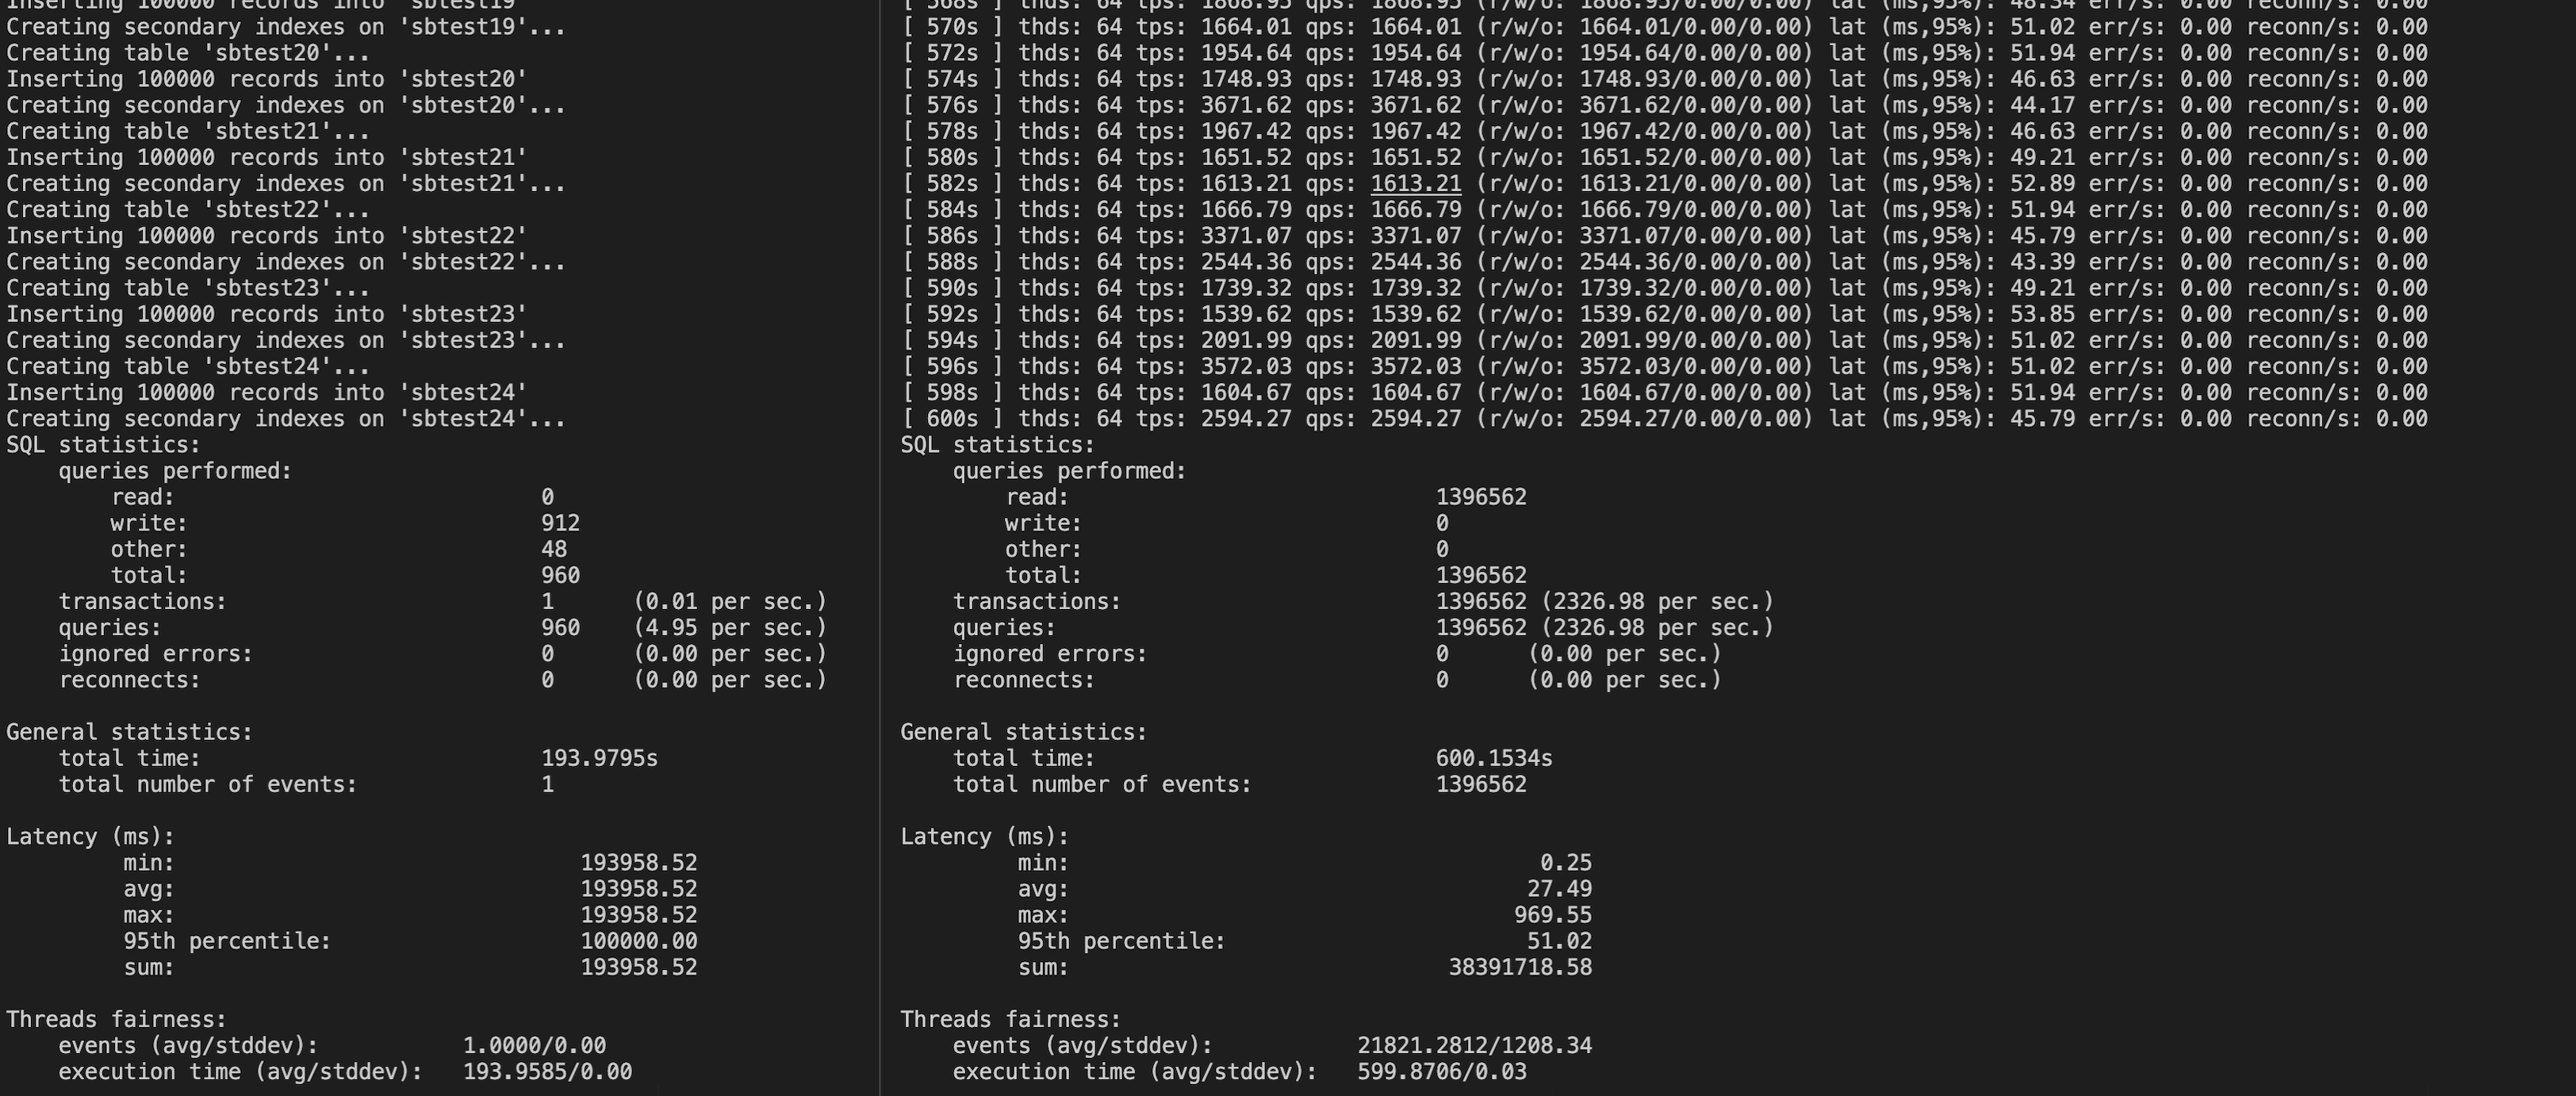 Inserting 100000 records into 'sbtest19'
Creating secondary indexes on 'sbtest19'...
Creating table 'sbtest20'...
Inserting 100000 records into 'sbtest20'
Creating secondary indexes on 'sbtest20'...
Creating table 'sbtest21'...
Inserting 100000 records into 'sbtest21'
Creating secondary indexes on 'sbtest21'...
Creating table 'sbtest22'...
Inserting 100000 records into 'sbtest22'
Creating secondary indexes on 'sbtest22'...
Creating table 'sbtest23'...
Inserting 100000 records into 'sbtest23'
Creating secondary indexes on 'sbtest23'...
Creating table 'sbtest24'...
Inserting 100000 records into 'sbtest24'
Creating secondary indexes on 'sbtest24'...
SQL statistics:
queries performed:
read: 0
write: 912
other: 48
total: 960
transactions: 1 (0.01 per sec.)
queries: 960 (4.95 per sec.)
ignored errors: 0 (0.00 per sec.)
reconnects: 0 (0.00 per sec.)
General statistics:
total time: 193.9795s
total number of events: 1
Latency (ms):
min: 193958.52
avg: 193958.52
max: 193958.52
95th percentile: 100000.00
sum: 193958.52
Threads fairness:
events (avg/stddev): 1.0000/0.00
execution time (avg/stddev): 193.9585/0.00
[ 568s ] thds: 64 tps: 1868.95 qps: 1868.95 (r/w/o: 1868.95/0.00/0.00) lat (ms,95%): 48.34 err/s: 0.00 reconn/s: 0.00
[ 570s ] thds: 64 tps: 1664.01 qps: 1664.01 (r/w/o: 1664.01/0.00/0.00) lat (ms,95%): 51.02 err/s: 0.00 reconn/s: 0.00
[ 572s ] thds: 64 tps: 1954.64 qps: 1954.64 (r/w/o: 1954.64/0.00/0.00) lat (ms,95%): 51.94 err/s: 0.00 reconn/s: 0.00
[ 574s ] thds: 64 tps: 1748.93 qps: 1748.93 (r/w/o: 1748.93/0.00/0.00) lat (ms,95%): 46.63 err/s: 0.00 reconn/s: 0.00
[ 576s ] thds: 64 tps: 3671.62 qps: 3671.62 (r/w/o: 3671.62/0.00/0.00) lat (ms,95%): 44.17 err/s: 0.00 reconn/s: 0.00
[ 578s ] thds: 64 tps: 1967.42 qps: 1967.42 (r/w/o: 1967.42/0.00/0.00) lat (ms,95%): 46.63 err/s: 0.00 reconn/s: 0.00
[ 580s ] thds: 64 tps: 1651.52 qps: 1651.52 (r/w/o: 1651.52/0.00/0.00) lat (ms,95%): 49.21 err/s: 0.00 reconn/s: 0.00
[ 582s ] thds: 64 tps: 1613.21 qps: 1613.21 (r/w/o: 1613.21/0.00/0.00) lat (ms,95%): 52.89 err/s: 0.00 reconn/s: 0.00
[ 584s ] thds: 64 tps: 1666.79 qps: 1666.79 (r/w/o: 1666.79/0.00/0.00) lat (ms,95%): 51.94 err/s: 0.00 reconn/s: 0.00
[ 586s ] thds: 64 tps: 3371.07 qps: 3371.07 (r/w/o: 3371.07/0.00/0.00) lat (ms,95%): 45.79 err/s: 0.00 reconn/s: 0.00
[ 588s ] thds: 64 tps: 2544.36 qps: 2544.36 (r/w/o: 2544.36/0.00/0.00) lat (ms,95%): 43.39 err/s: 0.00 reconn/s: 0.00
[ 590s ] thds: 64 tps: 1739.32 qps: 1739.32 (r/w/o: 1739.32/0.00/0.00) lat (ms,95%): 49.21 err/s: 0.00 reconn/s: 0.00
[ 592s ] thds: 64 tps: 1539.62 qps: 1539.62 (r/w/o: 1539.62/0.00/0.00) lat (ms,95%): 53.85 err/s: 0.00 reconn/s: 0.00
[ 594s ] thds: 64 tps: 2091.99 qps: 2091.99 (r/w/o: 2091.99/0.00/0.00) lat (ms,95%): 51.02 err/s: 0.00 reconn/s: 0.00
[ 596s ] thds: 64 tps: 3572.03 qps: 3572.03 (r/w/o: 3572.03/0.00/0.00) lat (ms,95%): 51.02 err/s: 0.00 reconn/s: 0.00
[ 598s ] thds: 64 tps: 1604.67 qps: 1604.67 (r/w/o: 1604.67/0.00/0.00) lat (ms,95%): 51.94 err/s: 0.00 reconn/s: 0.00
[ 600s ] thds: 64 tps: 2594.27 qps: 2594.27 (r/w/o: 2594.27/0.00/0.00) lat (ms,95%): 45.79 err/s: 0.00 reconn/s: 0.00
SQL statistics:
queries performed:
read: 1396562
write: 0
other: 0
total: 1396562
transactions: 1396562 (2326.98 per sec.)
queries: 1396562 (2326.98 per sec.)
ignored errors: 0 (0.00 per sec.)
reconnects: 0 (0.00 per sec.)
General statistics:
total time: 600.1534s
total number of events: 1396562
Latency (ms):
min: 0.25
avg: 27.49
max: 969.55
95th percentile: 51.02
sum: 38391718.58
Threads fairness:
events (avg/stddev): 21821.2812/1208.34
execution time (avg/stddev): 599.8706/0.03